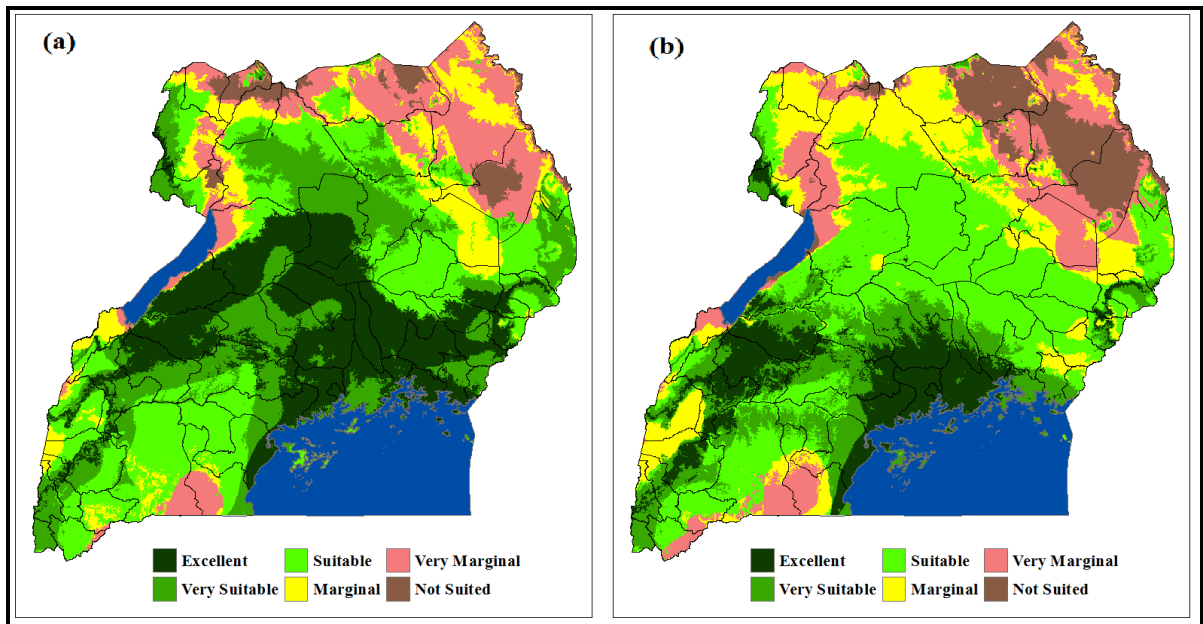 (a)
(b)
Excellent Suitable Very Marginal
Very Suitable Marginal Not Suited
Excellent Suitable Very Marginal
Very Suitable Marginal Not Suited